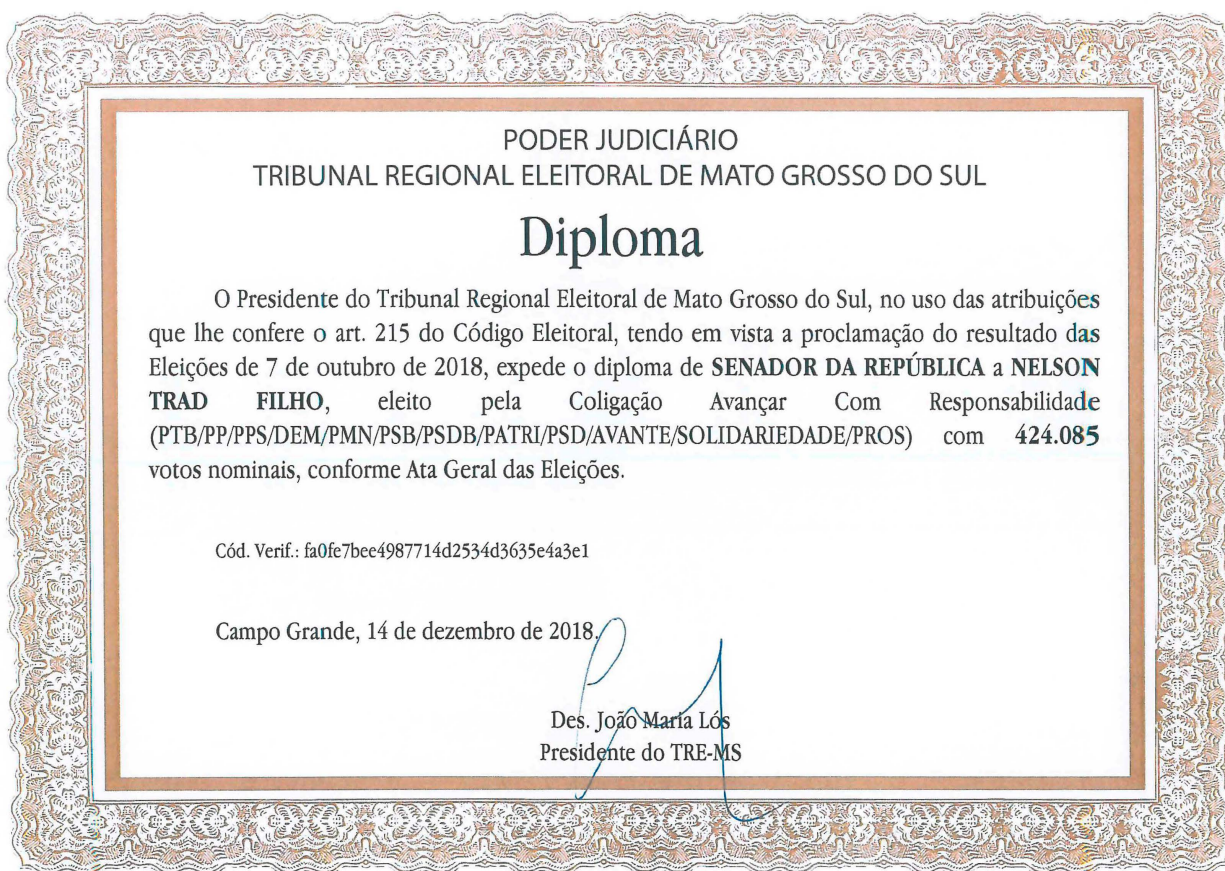 PODER JUDICIÁRIO
TRIBUNAL REGIONAL ELEITORAL DE MATO GROSSO DO SUL
Diploma
O Presidente do Tribunal Regional Eleitoral de Mato Grosso do Sul, no uso das atribuições
que lhe confere o art. 215 do Código Eleitoral, tendo em vista a proclamação do resultado das
Eleições de 7 de outubro de 2018, expede o diploma de SENADOR DA REPÚBLICA a NELSON
TRAD FILHO, eleito pela Coligação Avançar Com Responsabilidade
(PTB/PP/PPS/DEM/PMN/PSB/PSDB/PATRI/PSD/AVANTE/SOLIDARIEDADE/PROS) com 424.085
votos nominais, conforme Ata Geral das Eleições.
Cód. Verif.: fa0fe7bee4987714d2534d3635e4a3e1
Campo Grande, 14 de dezembro de 2018.
Des. João Maria Lós
Presidente do TRE-MS